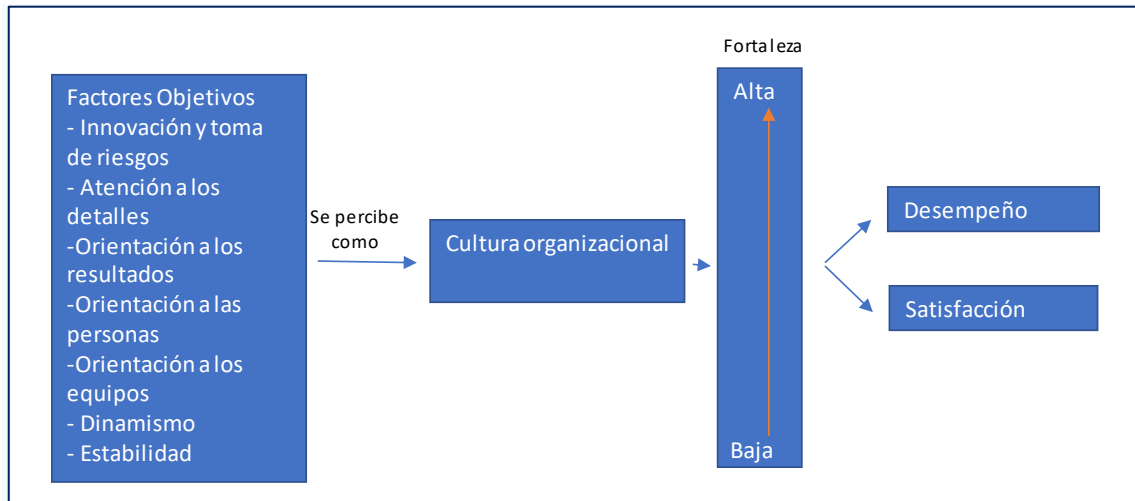 Factores Objetivos
- Innovación y toma
de riesgos
- Atención a los
detalles
-Orientación a los
resultados
-Orientación a las
personas
-Orientación a los
equipos
- Dinamismo
- Estabilidad
Se percibe
como
Cultura organizacional
Fortaleza
Alta
Baja
Desempeño
Satisfacción